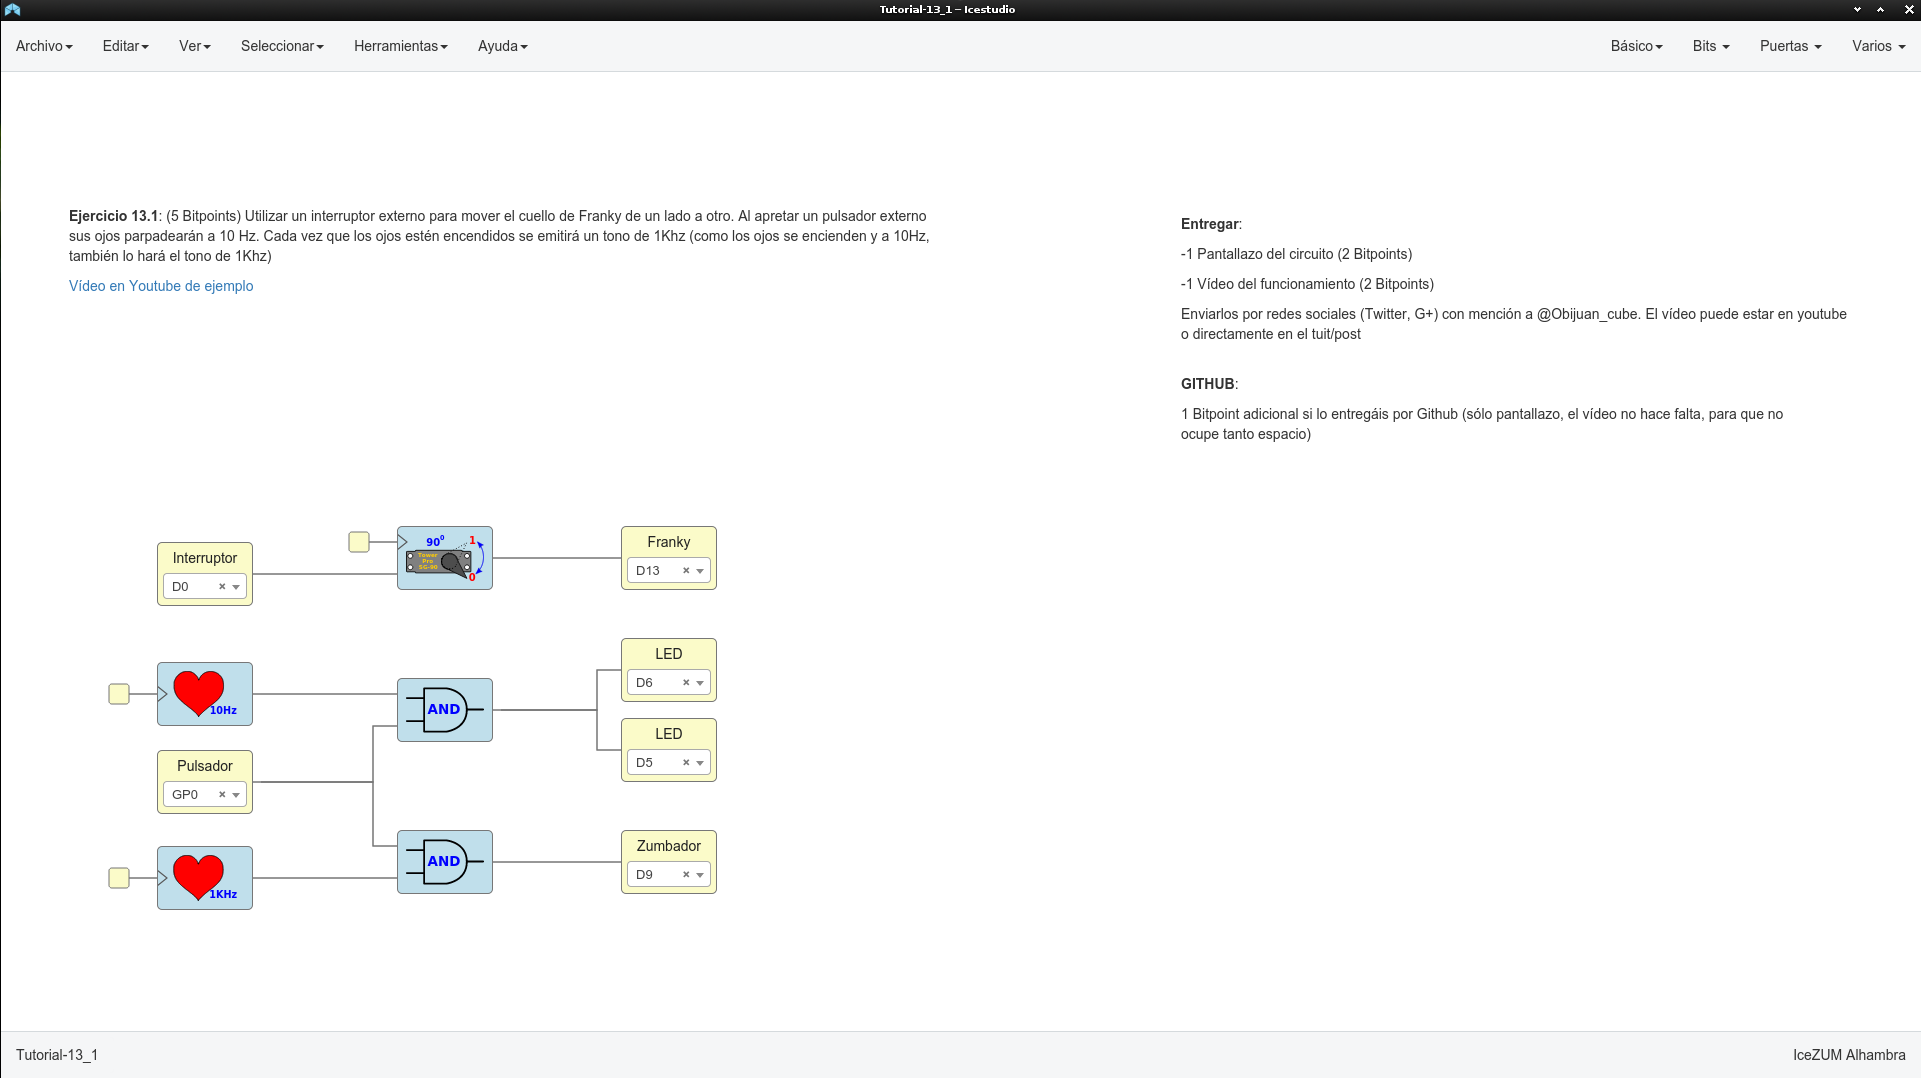 Tutorial-13_1 – Icestudio
Archivo Editar Ver Seleccionar Herramientas Ayuda Básico Bits Puertas Varios
Ejercicio 13.1: (5 Bitpoints) Utilizar un interruptor externo para mover el cuello de Franky de un lado a otro. Al apretar un pulsador externo
sus ojos parpadearán a 10 Hz. Cada vez que los ojos estén encendidos se emitirá un tono de 1Khz (como los ojos se encienden y a 10Hz,
también lo hará el tono de 1Khz)
Vídeo en Youtube de ejemplo
Entregar:
-1 Pantallazo del circuito (2 Bitpoints)
-1 Vídeo del funcionamiento (2 Bitpoints)
Enviarlos por redes sociales (Twitter, G+) con mención a @Obijuan_cube. El vídeo puede estar en youtube
o directamente en el tuit/post
GITHUB:
1 Bitpoint adicional si lo entregáis por Github (sólo pantallazo, el vídeo no hace falta, para que no
ocupe tanto espacio)
Interruptor
D0
90⁰
1
Tower
Pro
SG-90
0
Franky
D13
10Hz
AND
LED
D6
LED
D5
Pulsador
GP0
1KHz
AND
Zumbador
D9
Tutorial-13_1
IceZUM Alhambra